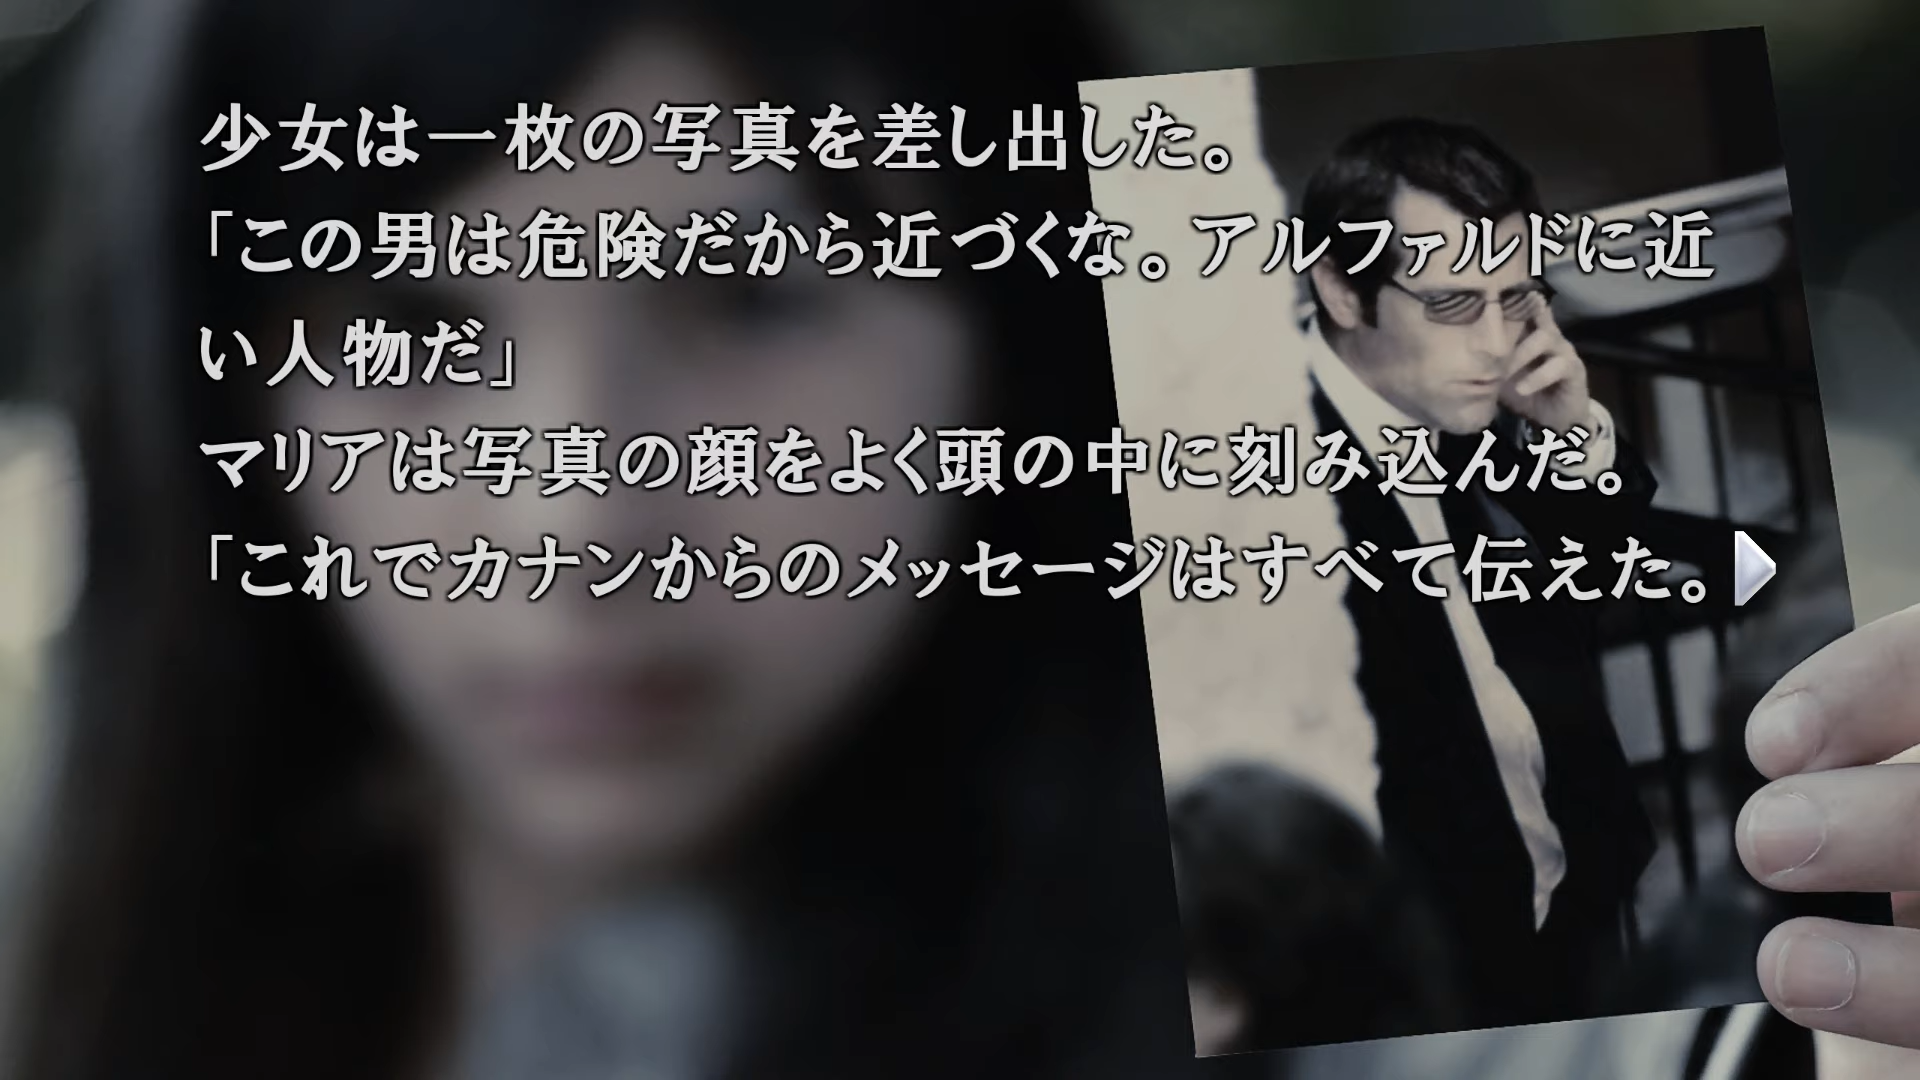 少女は一枚の写真を差し出した。
「この男は危険だから近づくな。アルファルドに近
い人物だ」
マリアは写真の顔をよく頭の中に刻み込んだ。
「これでカナンからのメッセージはすべて伝えた。